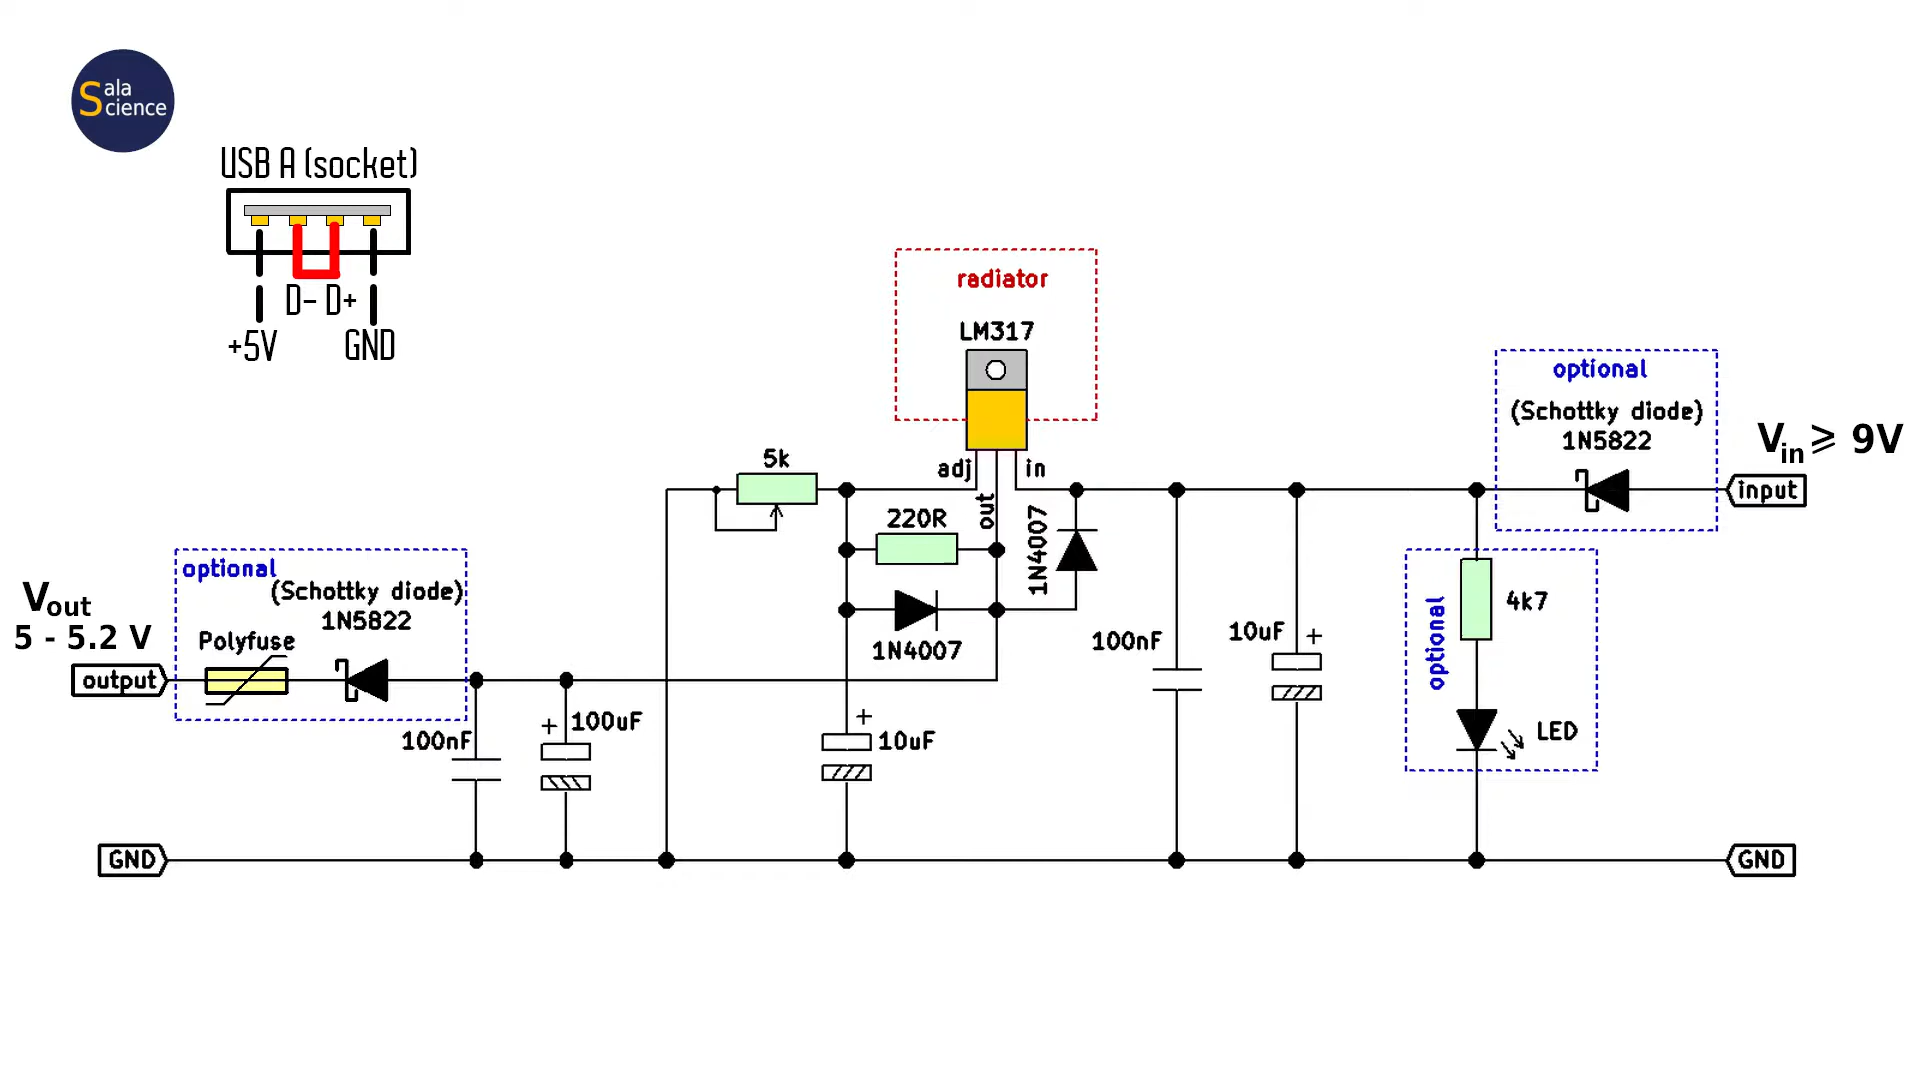 Sala
Science
USB A (socket)
D- D+
+5V
GND
radiator
LM317
adj
out
in
5k
220R
1N4007
1N4007
optional
(Schottky diode)
1N5822
Vin ⩾ 9V
input
optional
4k7
LED
100nF
10uF +
Vout
5 - 5.2 V
output
optional
(Schottky diode)
1N5822
Polyfuse
100nF
+ 100uF
+
10uF
GND
GND